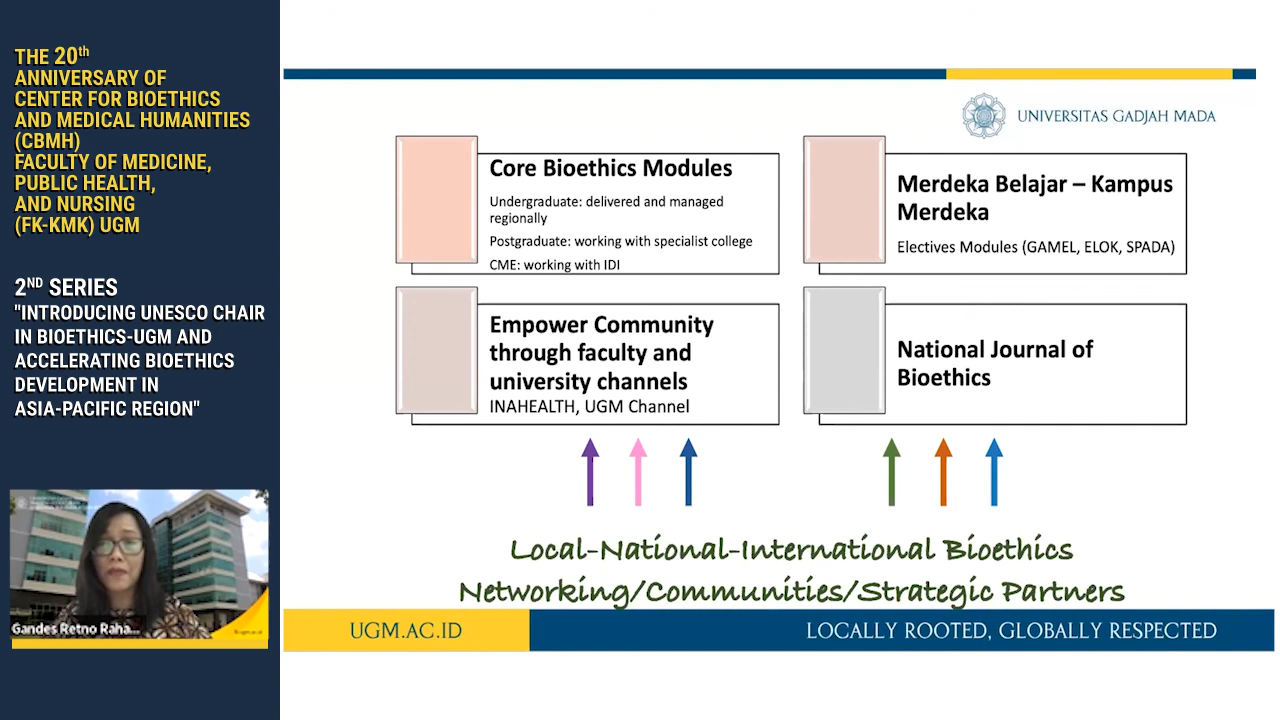 THE 20th
ANNIVERSARY OF
CENTER FOR BIOETHICS
AND MEDICAL HUMANITIES
(CBMH)
FACULTY OF MEDICINE,
PUBLIC HEALTH,
AND NURSING
(FK-KMK) UGM
2ND SERIES
"INTRODUCING UNESCO CHAIR
IN BIOETHICS-UGM AND
ACCELERATING BIOETHICS
DEVELOPMENT IN
ASIA-PACIFIC REGION"
Gandes Retno Raha...
UNIVERSITAS GADJAH MADA
Core Bioethics Modules
Undergraduate: delivered and managed
regionally
Postgraduate: working with specialist college
CME: working with IDI
Merdeka Belajar – Kampus
Merdeka
Electives Modules (GAMEL, ELOK, SPADA)
Empower Community
through faculty and
university channels
INAHEALTH, UGM Channel
National Journal of
Bioethics
Local-National-International Bioethics
Networking/Communities/Strategic Partners
UGM.AC.ID
LOCALLY ROOTED, GLOBALLY RESPECTED